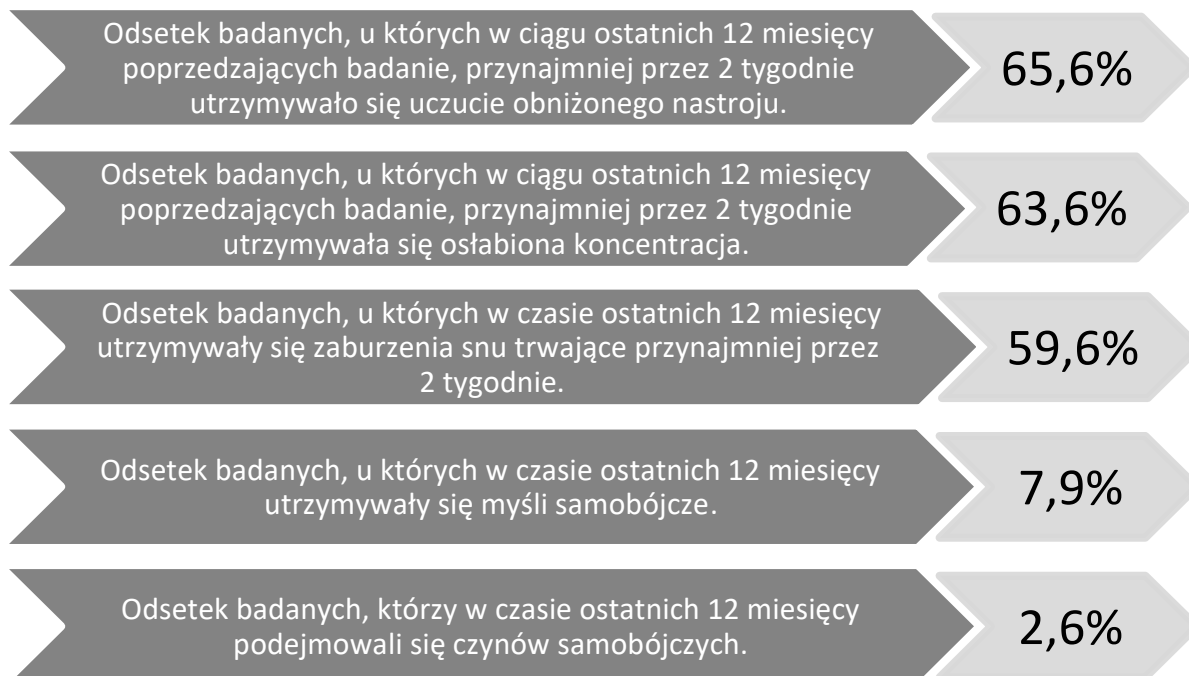 Odsetek badanych, u których w ciągu ostatnich 12 miesięcy
poprzedzających badanie, przynajmniej przez 2 tygodnie
utrzymywało się uczucie obniżonego nastroju.
65,6%
Odsetek badanych, u których w ciągu ostatnich 12 miesięcy
poprzedzających badanie, przynajmniej przez 2 tygodnie
utrzymywała się osłabiona koncentracja.
63,6%
Odsetek badanych, u których w czasie ostatnich 12 miesięcy
utrzymywały się zaburzenia snu trwające przynajmniej przez
2 tygodnie.
59,6%
Odsetek badanych, u których w czasie ostatnich 12 miesięcy
utrzymywały się myśli samobójcze.
7,9%
Odsetek badanych, którzy w czasie ostatnich 12 miesięcy
podejmowali się czynów samobójczych.
2,6%